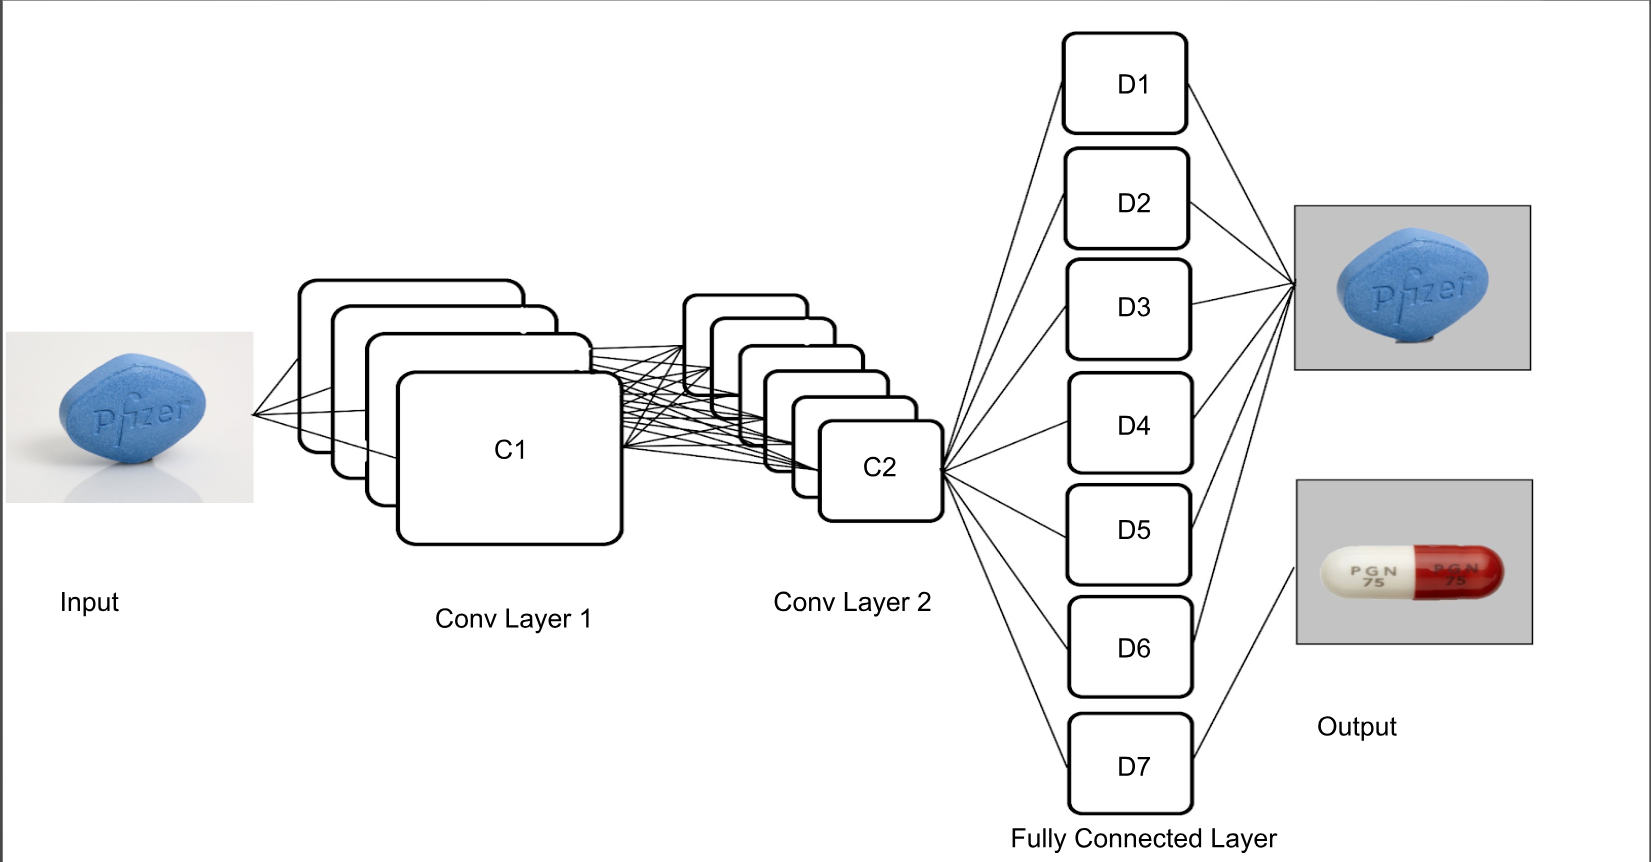 Pfizer
Input
C1
Conv Layer 1
C2
Conv Layer 2
D1
D2
D3
D4
D5
D6
D7
Fully Connected Layer
Pfizer
PGN PGN
75 75
Output